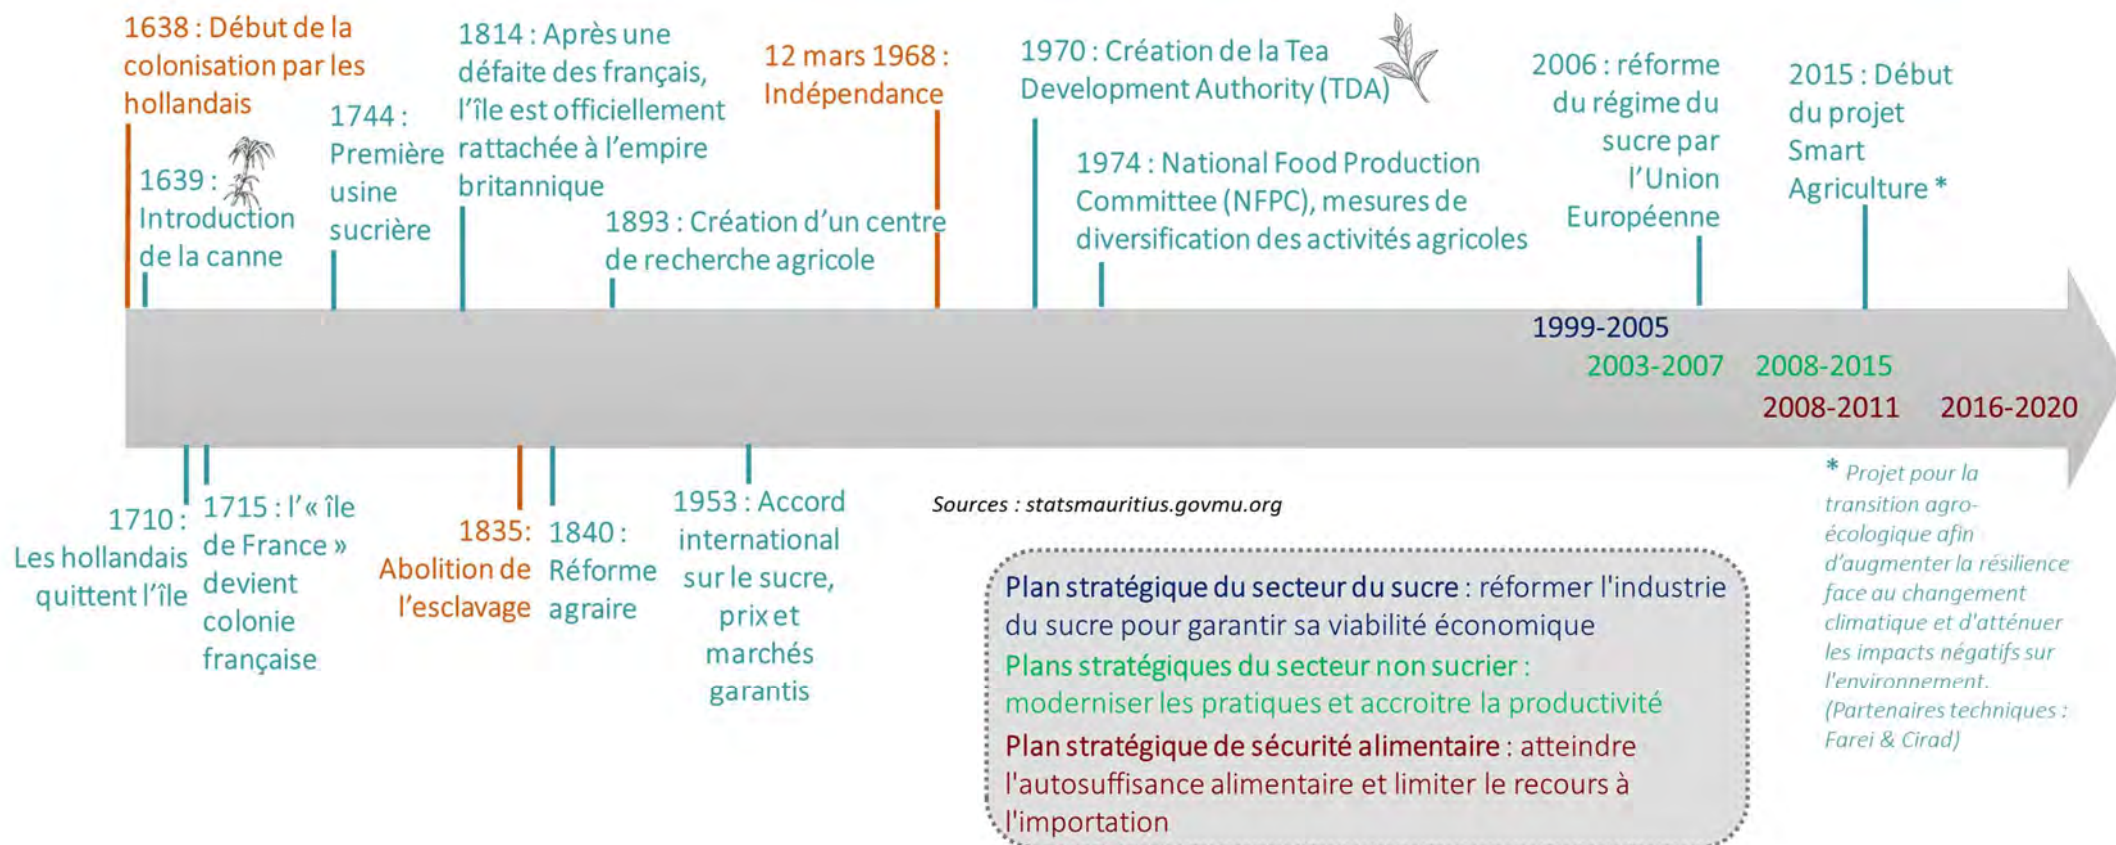 1638 : Début de la
colonisation par les
hollandais
1639 :
Introduction
de la canne
1744 :
Première
usine
sucrière
1814 : Après une
défaite des français,
l'île est officiellement
rattachée à l'empire
britannique
1893 : Création d'un centre
de recherche agricole
12 mars 1968 :
Indépendance
1970 : Création de la Tea
Development Authority (TDA)
1974 : National Food Production
Committee (NFPC), mesures de
diversification des activités agricoles
2006 : réforme
du régime du
sucre par
l'Union
Européenne
2015 : Début
du projet
Smart
Agriculture *
1999-2005
2003-2007 2008-2015
2008-2011 2016-2020
1710 :
Les hollandais
quittent l'île
1715 : l'« île
de France »
devient
colonie
française
1835:
Abolition de
l'esclavage
1840 :
Réforme
agraire
1953 : Accord
international
sur le sucre,
prix et
marchés
garantis
Sources : statsmauritius.govmu.org
Plan stratégique du secteur du sucre : réformer l'industrie
du sucre pour garantir sa viabilité économique
Plans stratégiques du secteur non sucrier :
moderniser les pratiques et accroitre la productivité
Plan stratégique de sécurité alimentaire : atteindre
l'autosuffisance alimentaire et limiter le recours à
l'importation
* Projet pour la
transition agro-
écologique afin
d'augmenter la résilience
face au changement
climatique et d'atténuer
les impacts négatifs sur
l'environnement.
(Partenaires techniques :
Farei & Cirad)